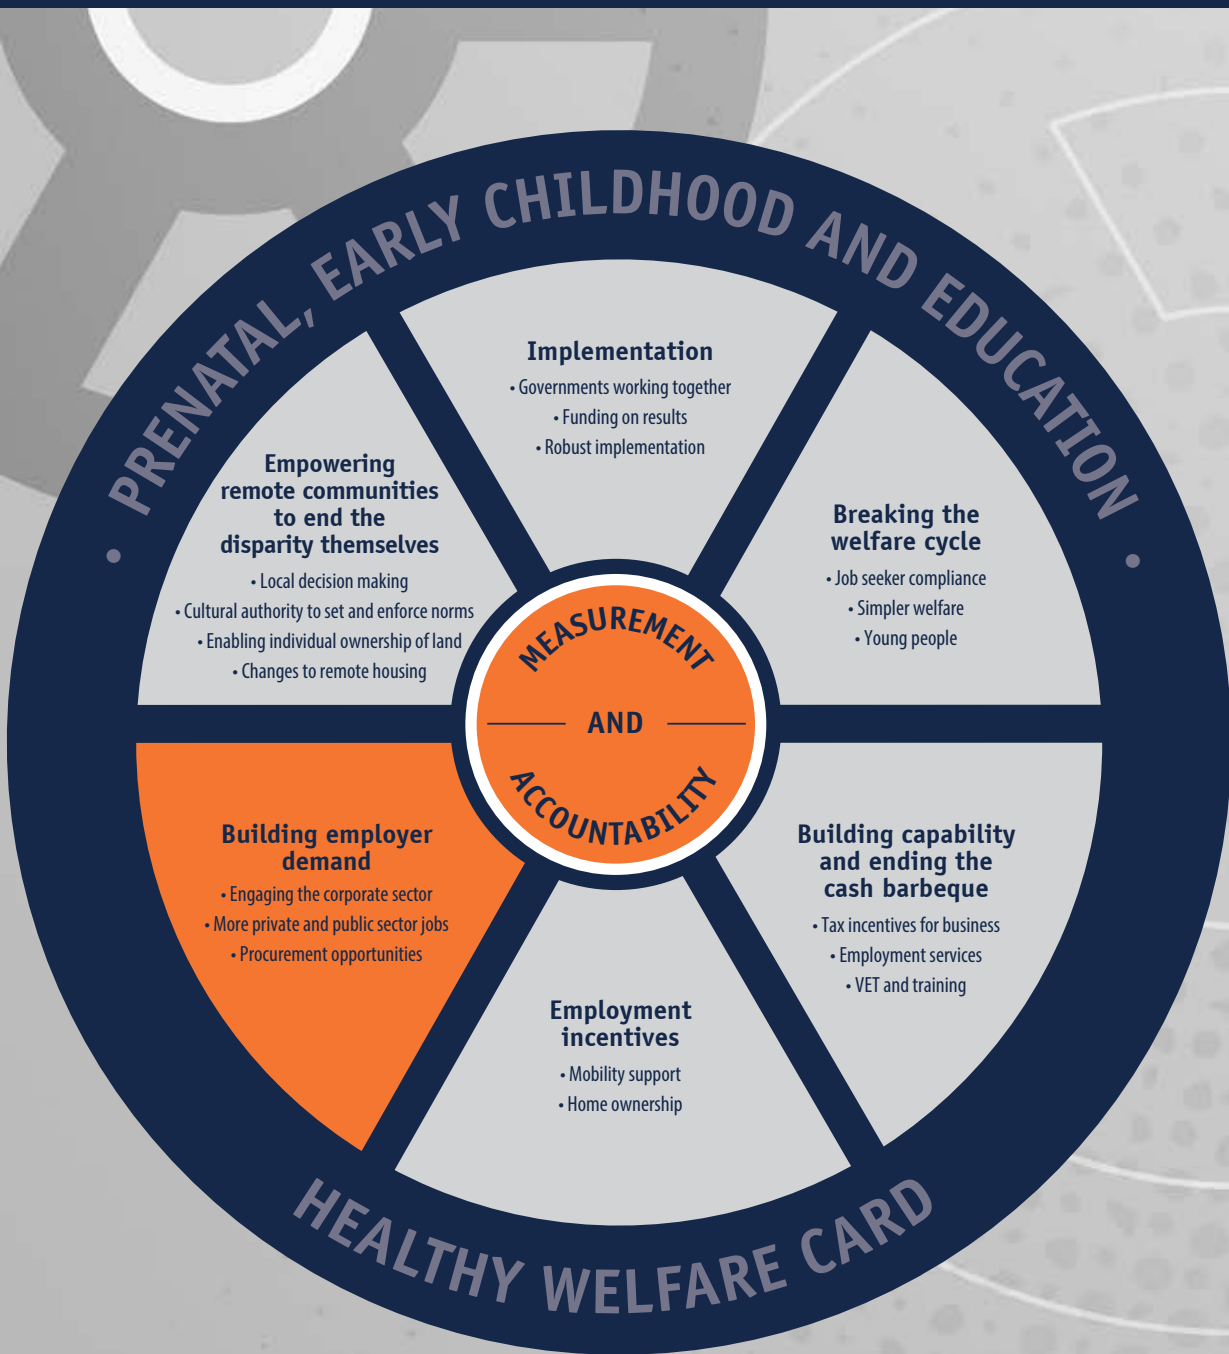 PRENATAL, EARLY CHILDHOOD AND EDUCATION
Implementation
• Governments working together
• Funding on results
• Robust implementation
Breaking the
welfare cycle
• Job seeker compliance
• Simpler welfare
• Young people
Building capability
and ending the
cash barbeque
• Tax incentives for business
• Employment services
• VET and training
Employment
incentives
• Mobility support
• Home ownership
Building employer
demand
• Engaging the corporate sector
• More private and public sector jobs
• Procurement opportunities
Empowering
remote communities
to end the
disparity themselves
• Local decision making
• Cultural authority to set and enforce norms
• Enabling individual ownership of land
• Changes to remote housing
MEASUREMENT
AND
ACCOUNTABILITY
HEALTHY WELFARE CARD